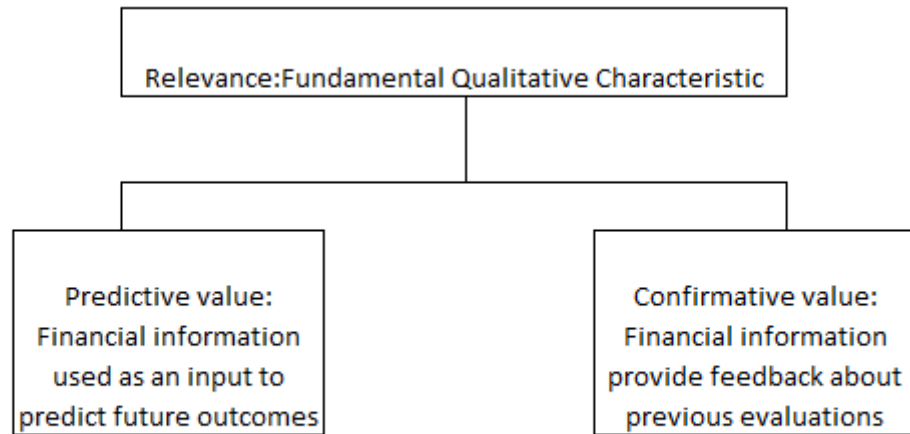 Relevance:Fundamental Qualitative Characteristic
Predictive value:
Financial information
used as an input to
predict future outcomes
Confirmative value:
Financial information
provide feedback about
previous evaluations